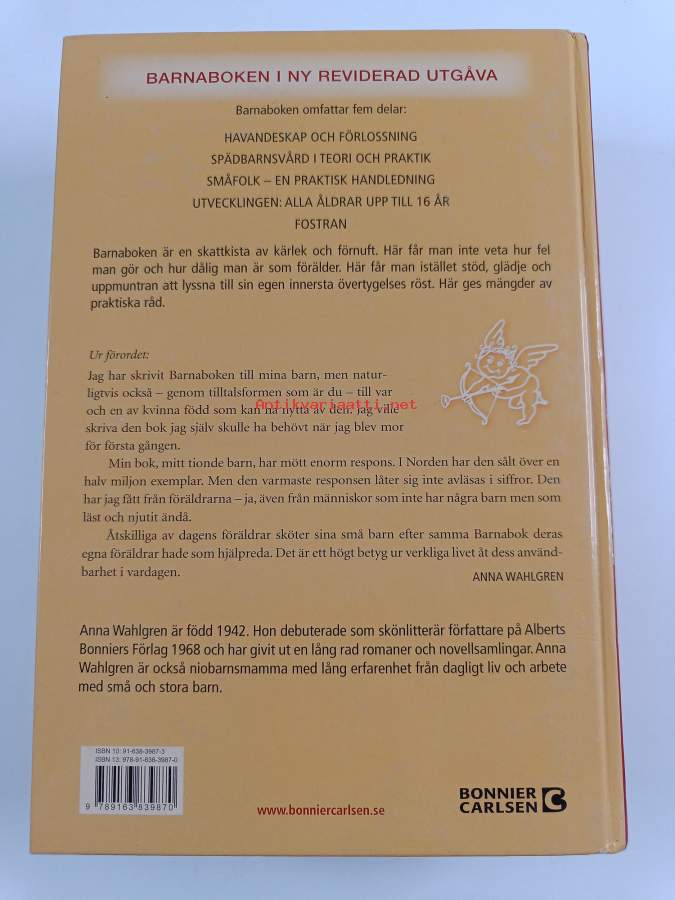 BARNABOKEN I NY REVIDERAD UTGÅVA
Barnaboken omfattar fem delar:
HAVANDESKAP OCH FÖRLOSSNING
SPÄDBARNSVÅRD I TEORI OCH PRAKTIK
SMÅFOLK – EN PRAKTISK HANDLEDNING
UTVECKLINGEN: ALLA ÅLDRAR UPP TILL 16 ÅR
FOSTRAN
Barnaboken är en skattkista av kärlek och förnuft. Här får man inte veta hur fel
man gör och hur dålig man är som förälder. Här får man istället stöd, glädje och
uppmuntran att lyssna till sin egen innersta övertygelses röst. Här ges mängder av
praktiska råd.
Ur förordet:
Jag har skrivit Barnaboken till mina barn, men natur-
ligtvis också – genom tilltalsformen som är du – till var
och en av kvinna född som kan ha nytta av den. Jag ville
Antikvariaatti.net
skriva den bok jag själv skulle ha behövt när jag blev mor
för första gången.
Min bok, mitt tionde barn, har mött enorm respons. I Norden har den sålt över en
halv miljon exemplar. Men den varmaste responsen låter sig inte avläsas i siffror. Den
har jag fått från föräldrarna – ja, även från människor som inte har några barn men som
läst och njutit ändå.
Åtskilliga av dagens föräldrar sköter sina små barn efter samma Barnabok deras
egna föräldrar hade som hjälpreda. Det är ett högt betyg ur verkliga livet åt dess använd-
barhet i vardagen.
ANNA WAHLGREN
Anna Wahlgren är född 1942. Hon debuterade som skönlitterär författare på Alberts
Bonniers Förlag 1968 och har givit ut en lång rad romaner och novellsamlingar. Anna
Wahlgren är också niobarnsmamma med lång erfarenhet från dagligt liv och arbete
med små och stora barn.
ISBN 10: 91-638-3987-3
ISBN 13: 978-91-638-3987-0
9 789163 839870
www.bonniercarlsen.se
BONNIER
CARLSEN